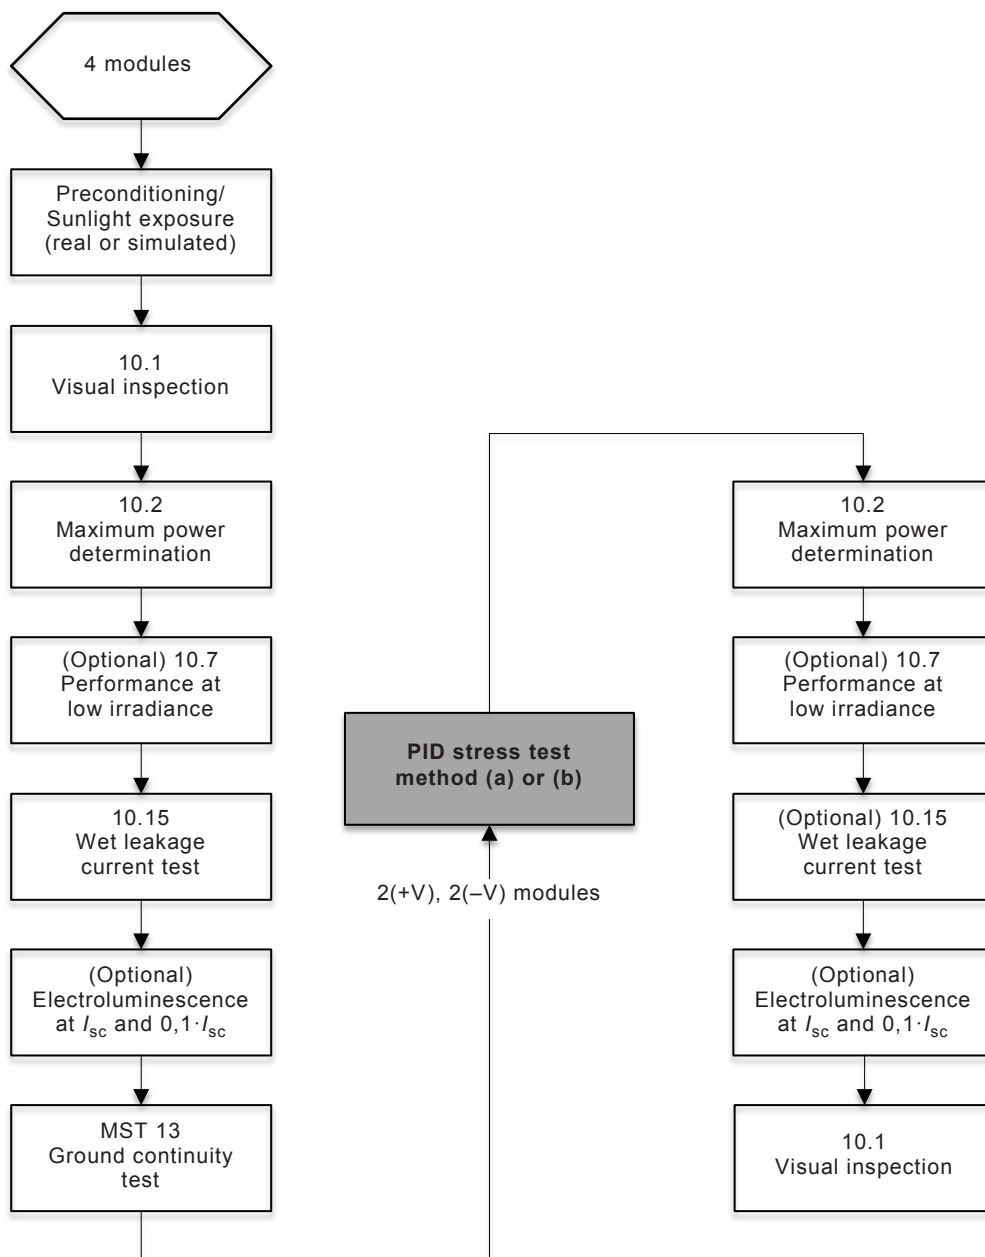 4 modules
Preconditioning/
Sunlight exposure
(real or simulated)
10.1
Visual inspection
10.2
Maximum power
determination
(Optional) 10.7
Performance at
low irradiance
10.15
Wet leakage
current test
(Optional)
Electroluminescence
at Isc and 0,1·Isc
MST 13
Ground continuity
test
PID stress test
method (a) or (b)
2(+V), 2(–V) modules
10.2
Maximum power
determination
(Optional) 10.7
Performance at
low irradiance
(Optional) 10.15
Wet leakage
current test
(Optional)
Electroluminescence
at Isc and 0,1·Isc
10.1
Visual inspection